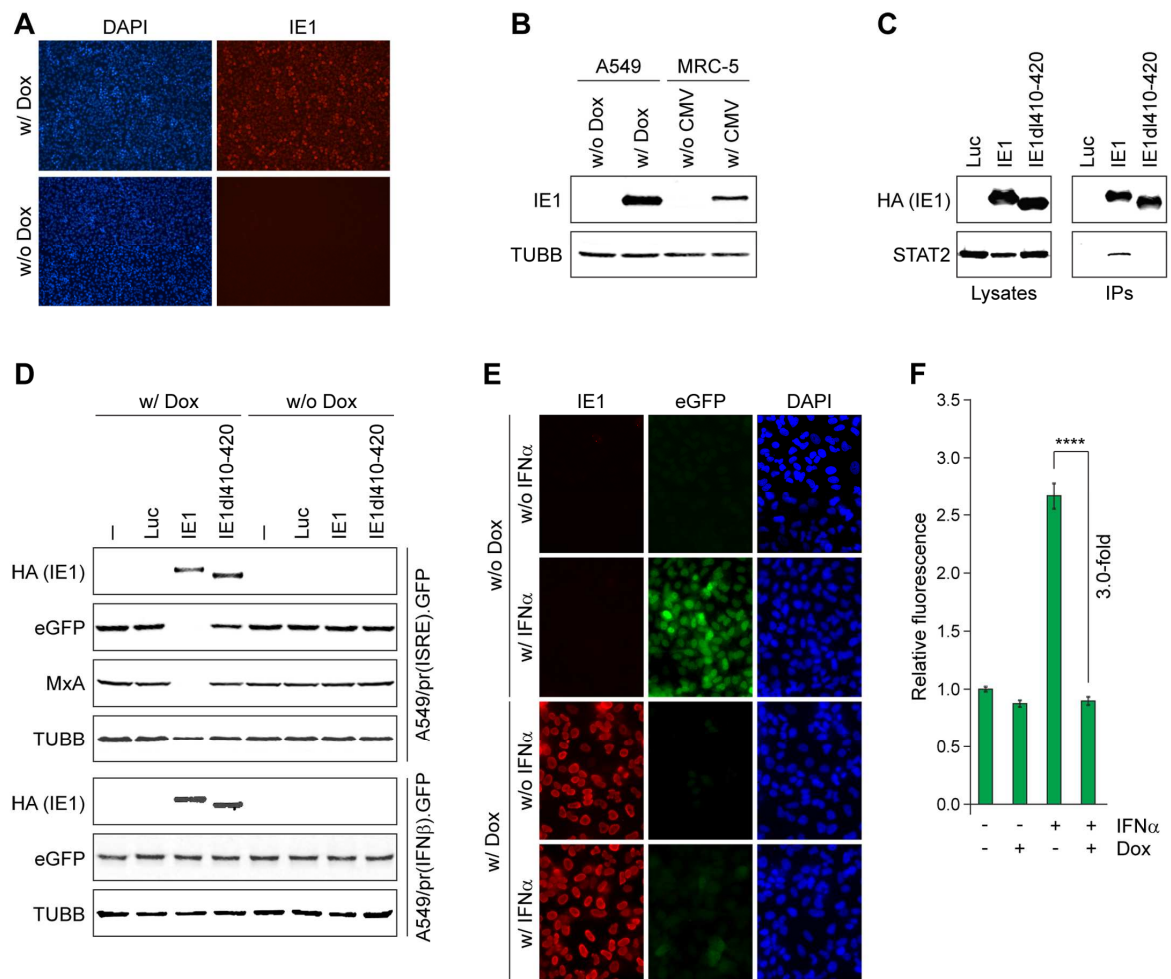 A
DAPI
IE1
w/ Dox
w/o Dox
B
A549
MRC-5
w/o Dox
w/ Dox
w/o CMV
w/ CMV
IE1
TUBB
C
Luc
IE1
IE1dl410-420
Luc
IE1
IE1dl410-420
HA (IE1)
STAT2
Lysates
IPs
D
w/ Dox
w/o Dox
–
Luc
IE1
IE1dl410-420
–
Luc
IE1
IE1dl410-420
HA (IE1)
eGFP
MxA
TUBB
A549/pr(ISRE).GFP
HA (IE1)
eGFP
TUBB
A549/pr(IFNβ).GFP
E
IE1
eGFP
DAPI
w/o Dox
w/o IFNα
w/ IFNα
w/ Dox
w/o IFNα
w/ IFNα
F
Relative fluorescence
3.5
3.0
2.5
2.0
1.5
1.0
0.5
0.0
****
3.0-fold
- - + + IFNα
- + - + Dox